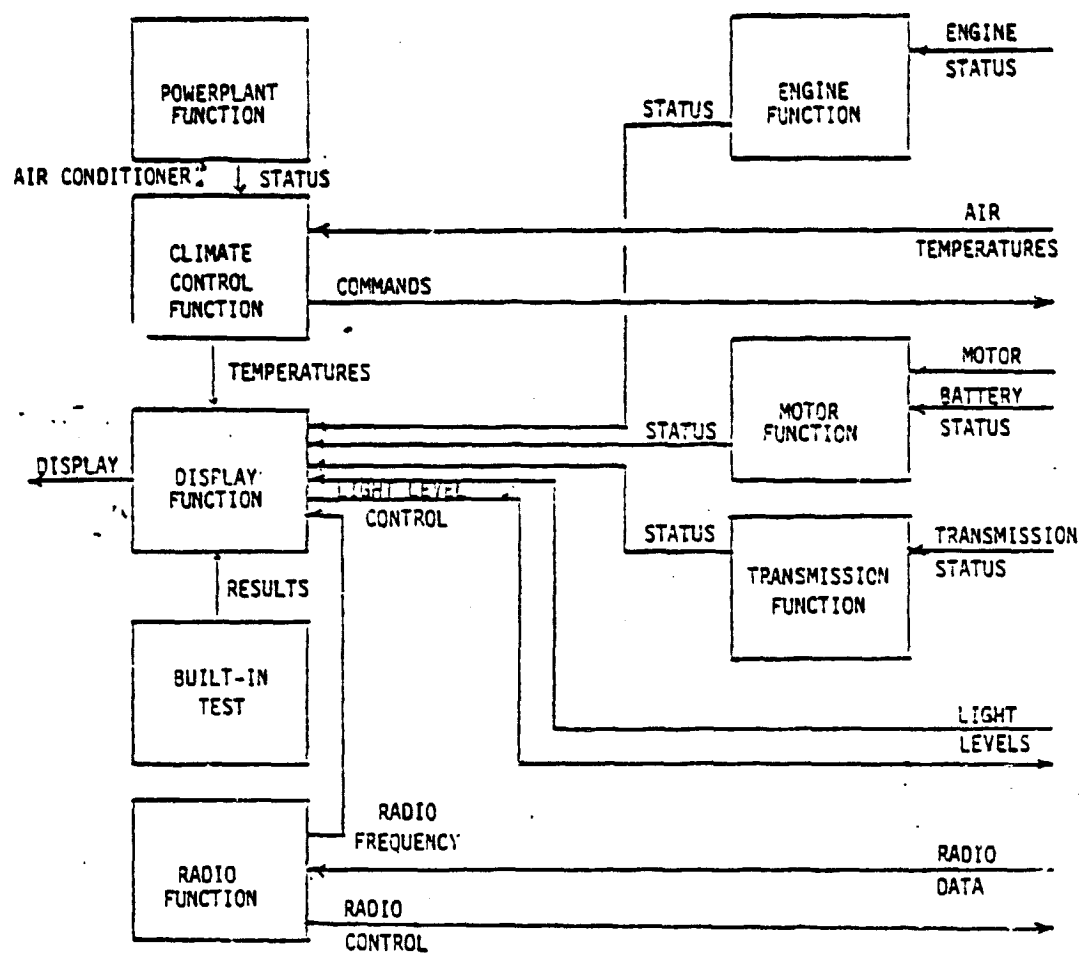 POWERPLANT
FUNCTION
AIR CONDITIONER
STATUS
CLIMATE
CONTROL
FUNCTION
COMMANDS
TEMPERATURES
DISPLAY
DISPLAY
FUNCTION
LIGHT LEVEL
CONTROL
RESULTS
BUILT-IN
TEST
RADIO
FREQUENCY
RADIO
FUNCTION
RADIO
CONTROL
ENGINE
STATUS
ENGINE
FUNCTION
STATUS
AIR
TEMPERATURES
MOTOR
BATTERY
STATUS
MOTOR
FUNCTION
STATUS
TRANSMISSION
STATUS
STATUS
TRANSMISSION
FUNCTION
LIGHT
LEVELS
RADIO
DATA